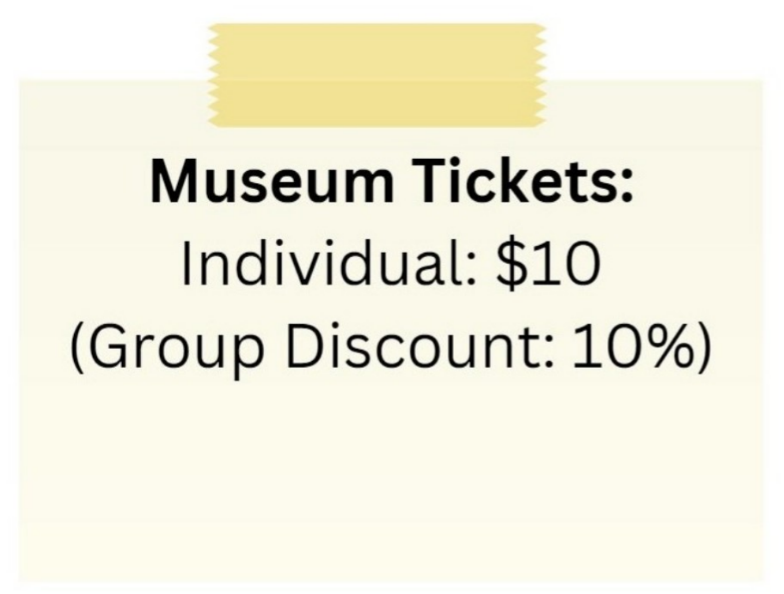 Museum Tickets:
Individual: $10
(Group Discount: 10%)